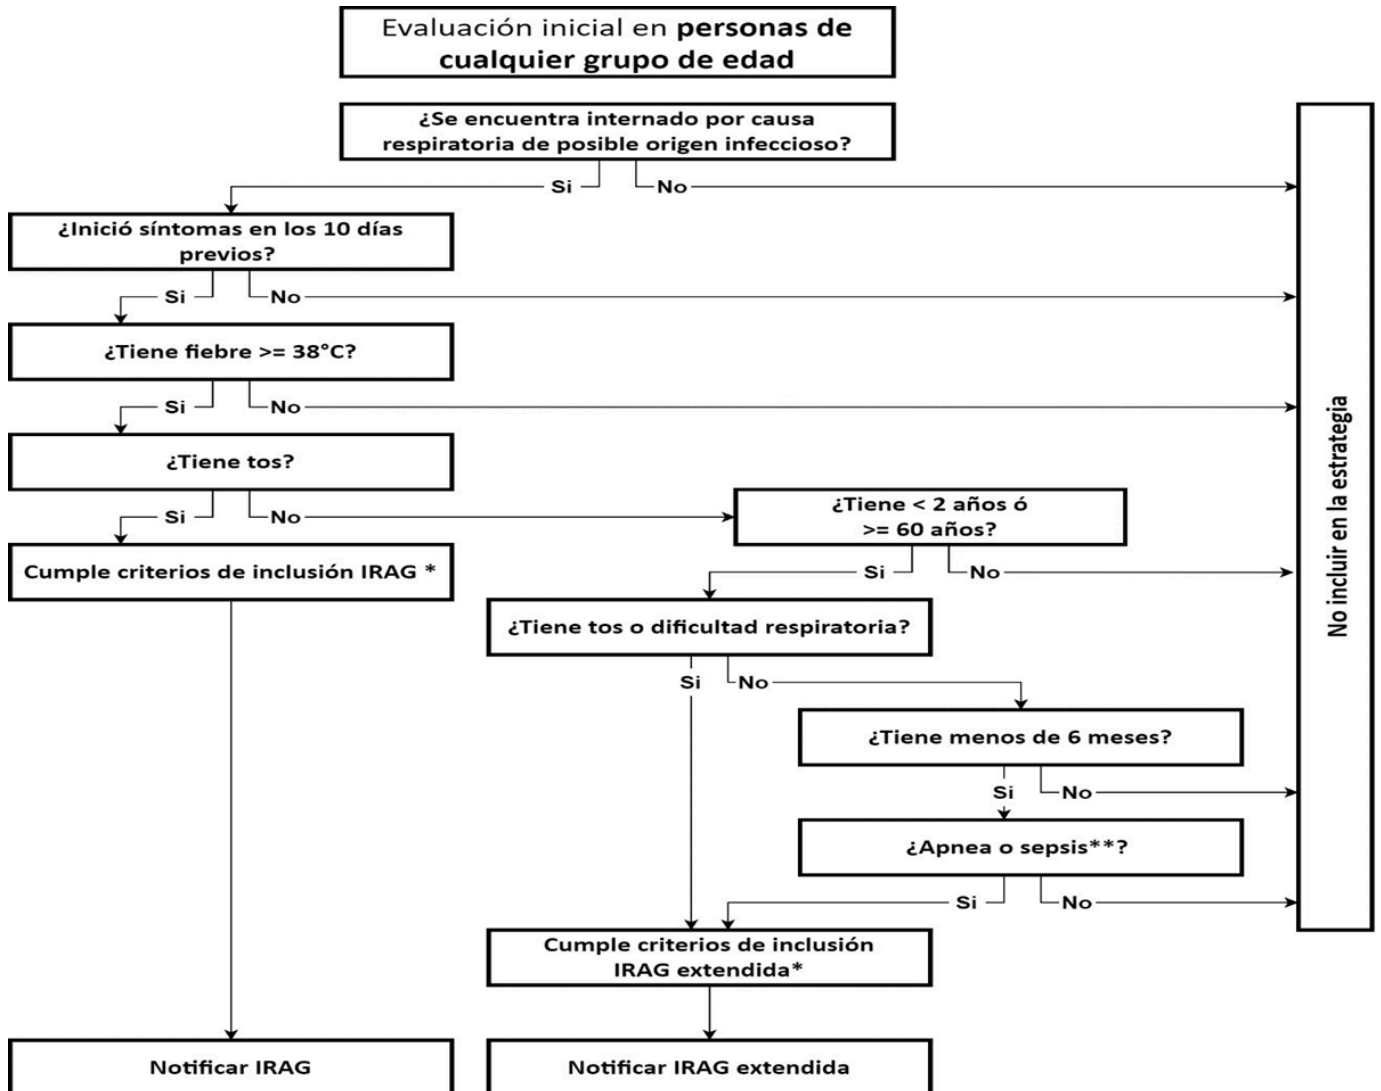 Evaluación inicial en personas de
cualquier grupo de edad
¿Se encuentra internado por causa
respiratoria de posible origen infeccioso?
Si
No
¿Inició síntomas en los 10 días
previos?
Si
No
¿Tiene fiebre >= 38°C?
Si
No
¿Tiene tos?
Si
No
¿Tiene < 2 años ó
>= 60 años?
Cumple criterios de inclusión IRAG *
Si
No
¿Tiene tos o dificultad respiratoria?
Si
No
¿Tiene menos de 6 meses?
Si
No
¿Apnea o sepsis**?
Si
No
Cumple criterios de inclusión
IRAG extendida*
Notificar IRAG
Notificar IRAG extendida
No incluir en la estrategia